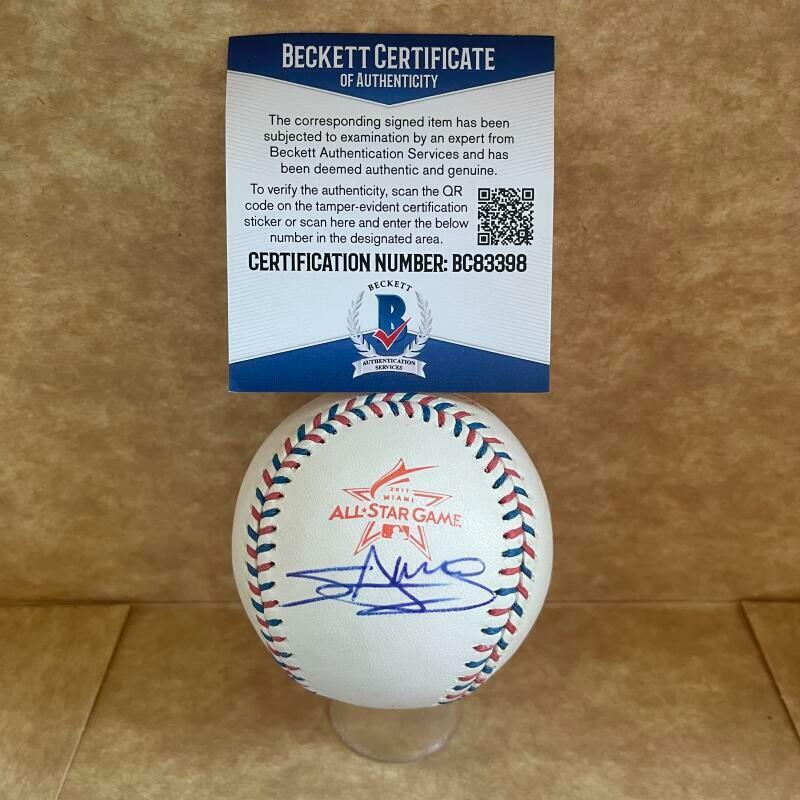 BECKETT CERTIFICATE
OF AUTHENTICITY
The corresponding signed item has been
subjected to examination by an expert from
Beckett Authentication Services and has
been deemed authentic and genuine.
To verify the authenticity, scan the QR
code on the tamper-evident certification
sticker or scan here and enter the below
number in the designated area.
CERTIFICATION NUMBER: BC83398
BECKETT
B
AUTHENTICATION
SERVICES
2017
MIAMI
ALL★STAR GAME